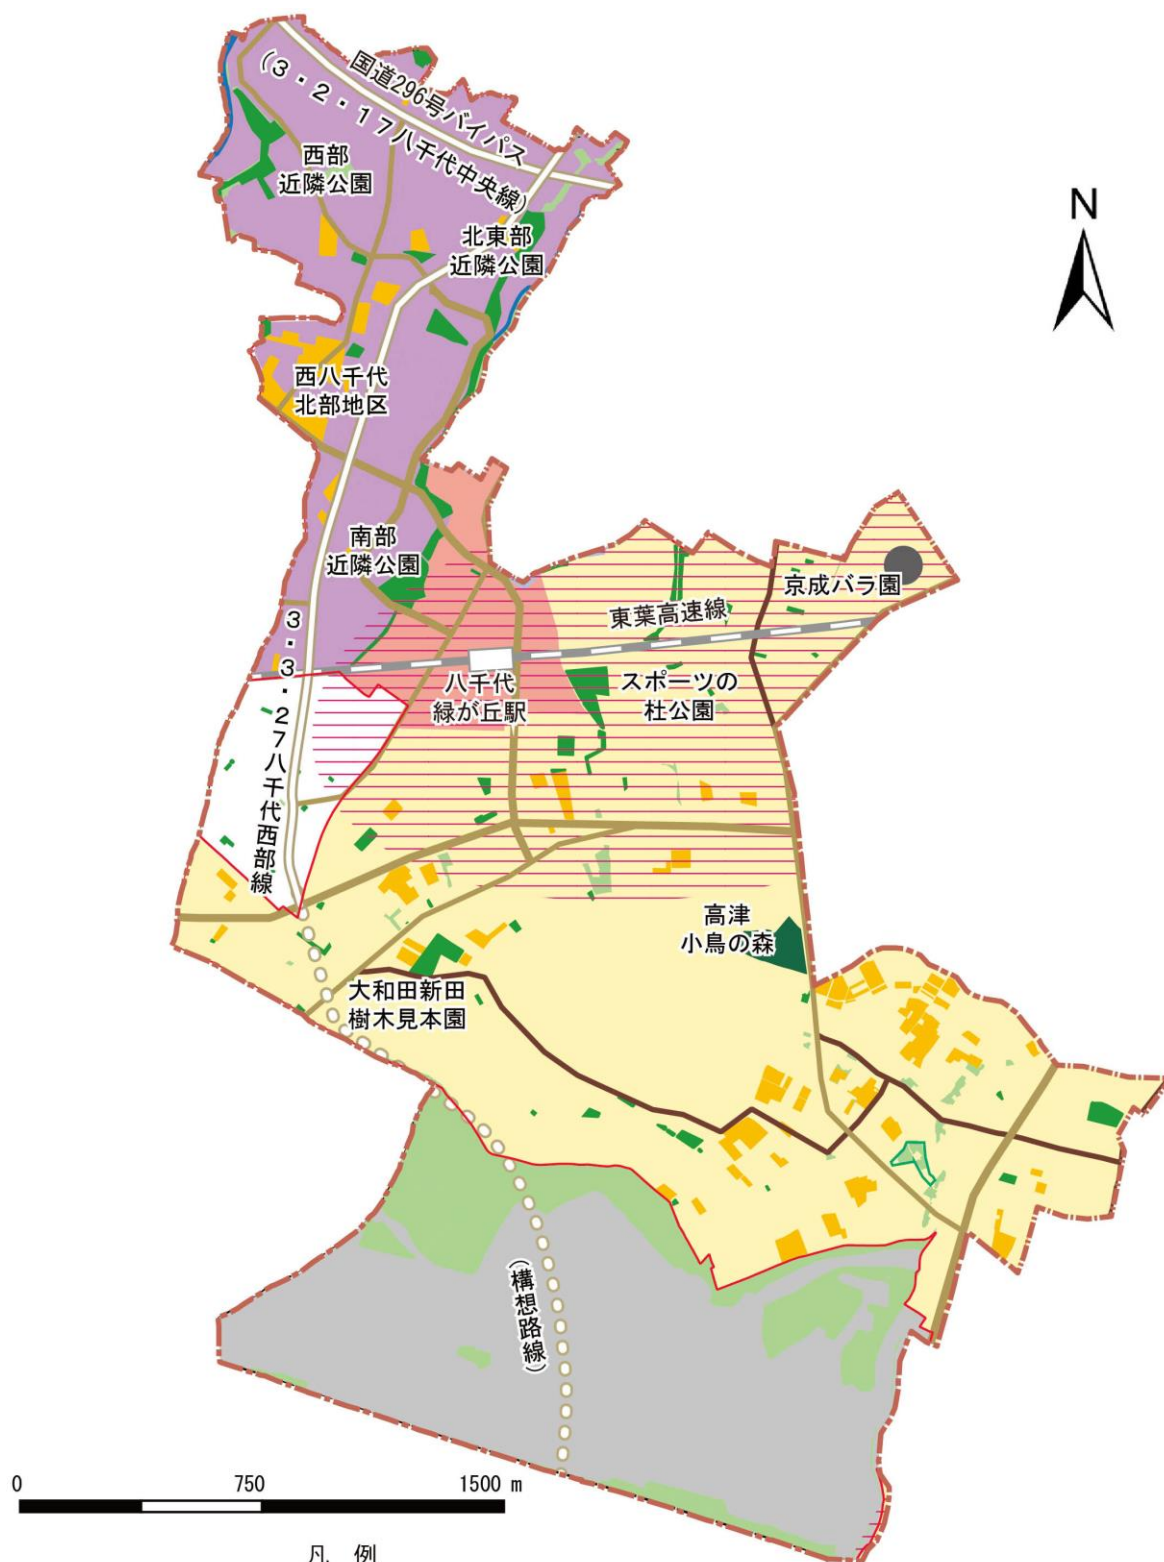 国道296号バイパス
(3・2・17八千代中央線)
N
西部
近隣公園
北東部
近隣公園
西八千代
北部地区
南部
近隣公園
京成バラ園
東葉高速線
八千代
緑が丘駅
スポーツの
杜公園
3・3・27八千代西部線
高津
小鳥の森
大和田新田
樹木見本園
(構想路線)
0 750 1500 m
凡 例